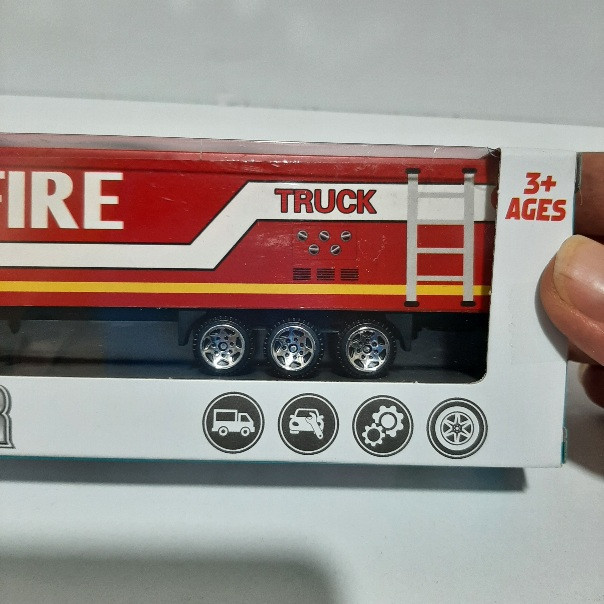 FIRE
TRUCK
3+
AGES
R